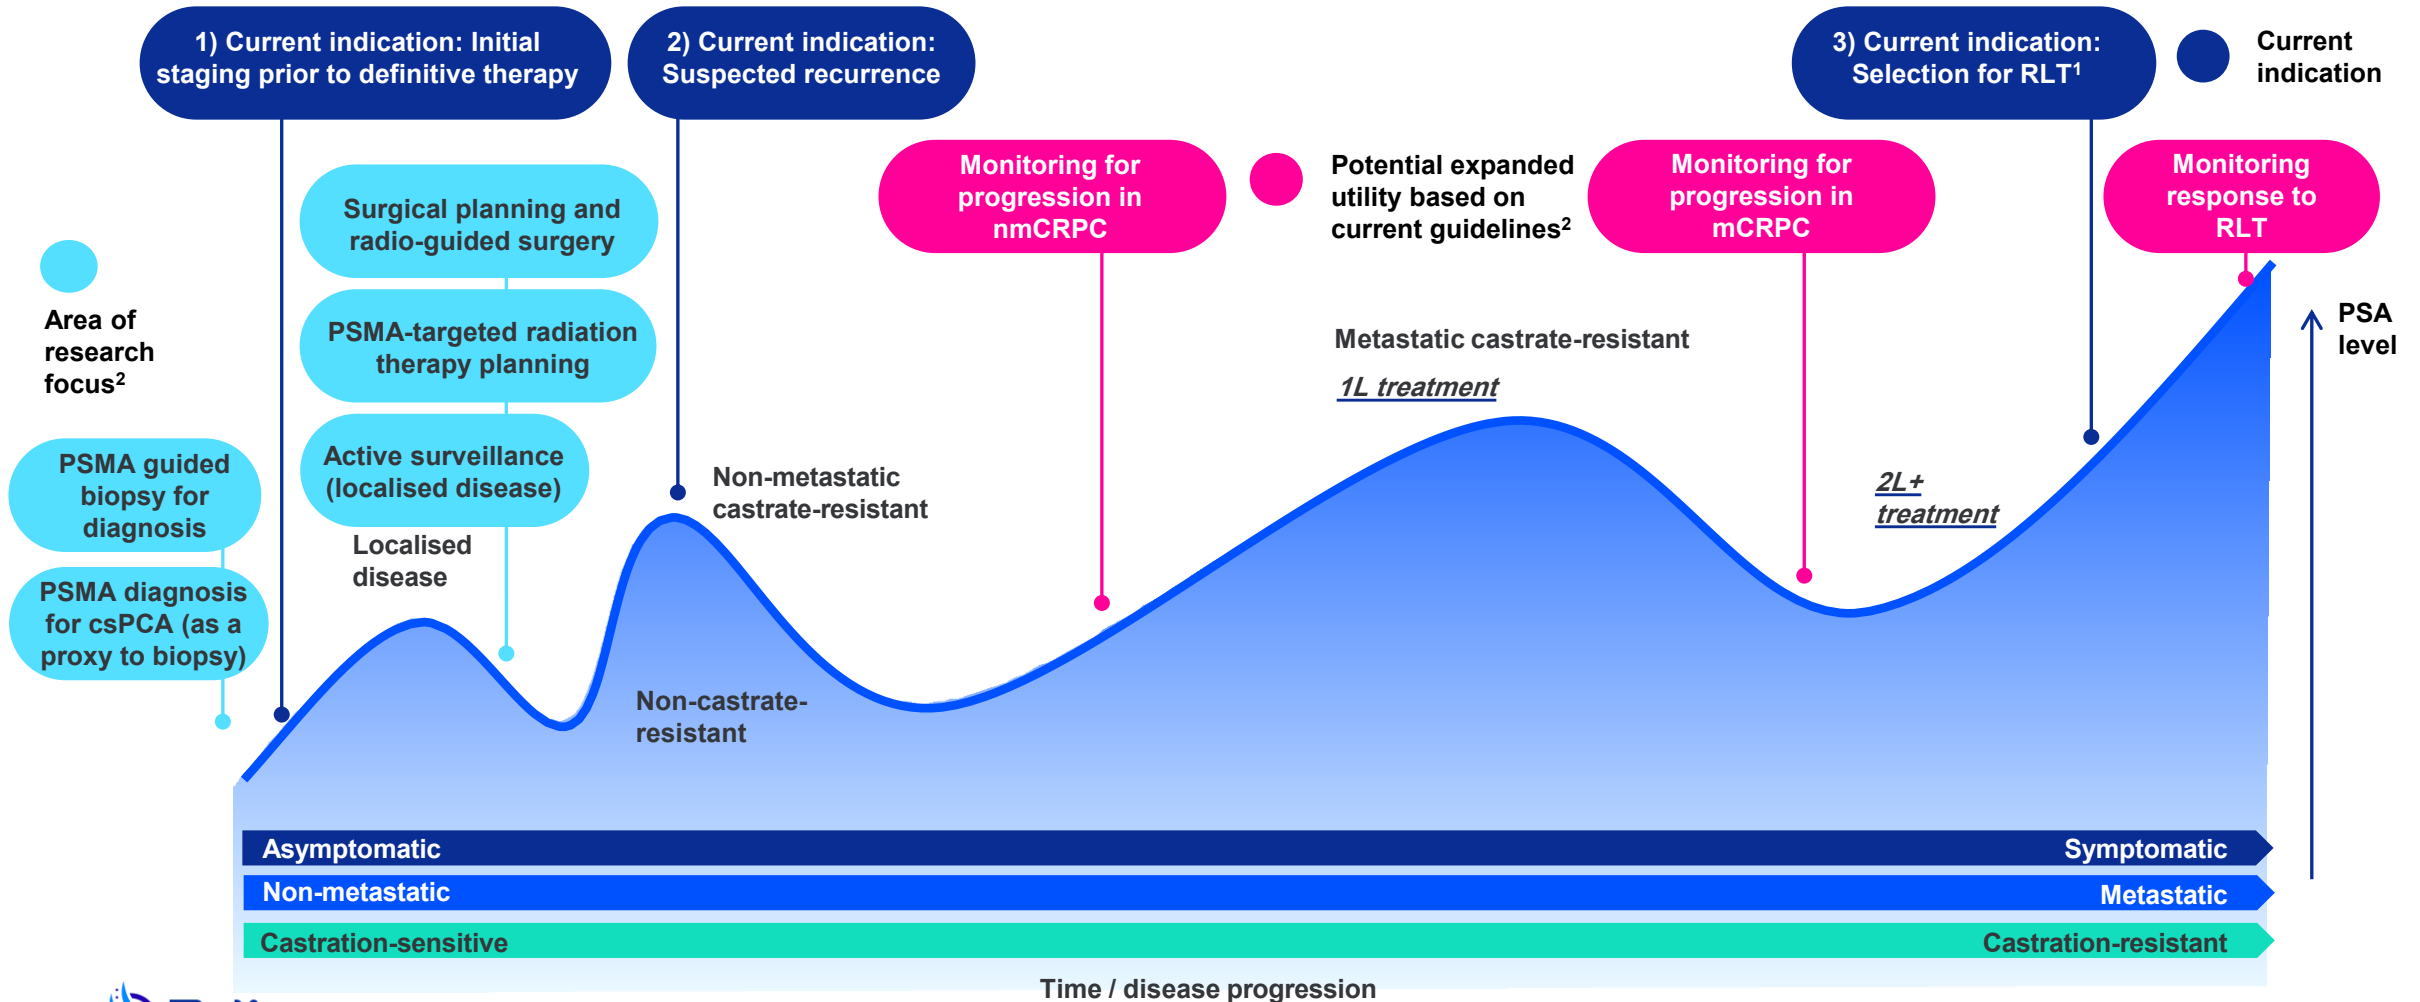 1) Current indication: Initial
staging prior to definitive therapy
2) Current indication:
Suspected recurrence
3) Current indication:
Selection for RLT1
Current
indication
Surgical planning and
radio-guided surgery
Monitoring for
progression in
nmCRPC
Potential expanded
utility based on
current guidelines2
Monitoring for
progression in
mCRPC
Monitoring
response to
RLT
Area of
research
focus2
PSMA-targeted radiation
therapy planning
Metastatic castrate-resistant
1L treatment
PSA
level
Active surveillance
(localised disease)
PSMA guided
biopsy for
diagnosis
Non-metastatic
castrate-resistant
2L+
treatment
Localised
disease
PSMA diagnosis
for csPCA (as a
proxy to biopsy)
Non-castrate-
resistant
Asymptomatic
Symptomatic
Non-metastatic
Metastatic
Castration-sensitive
Castration-resistant
Time / disease progression